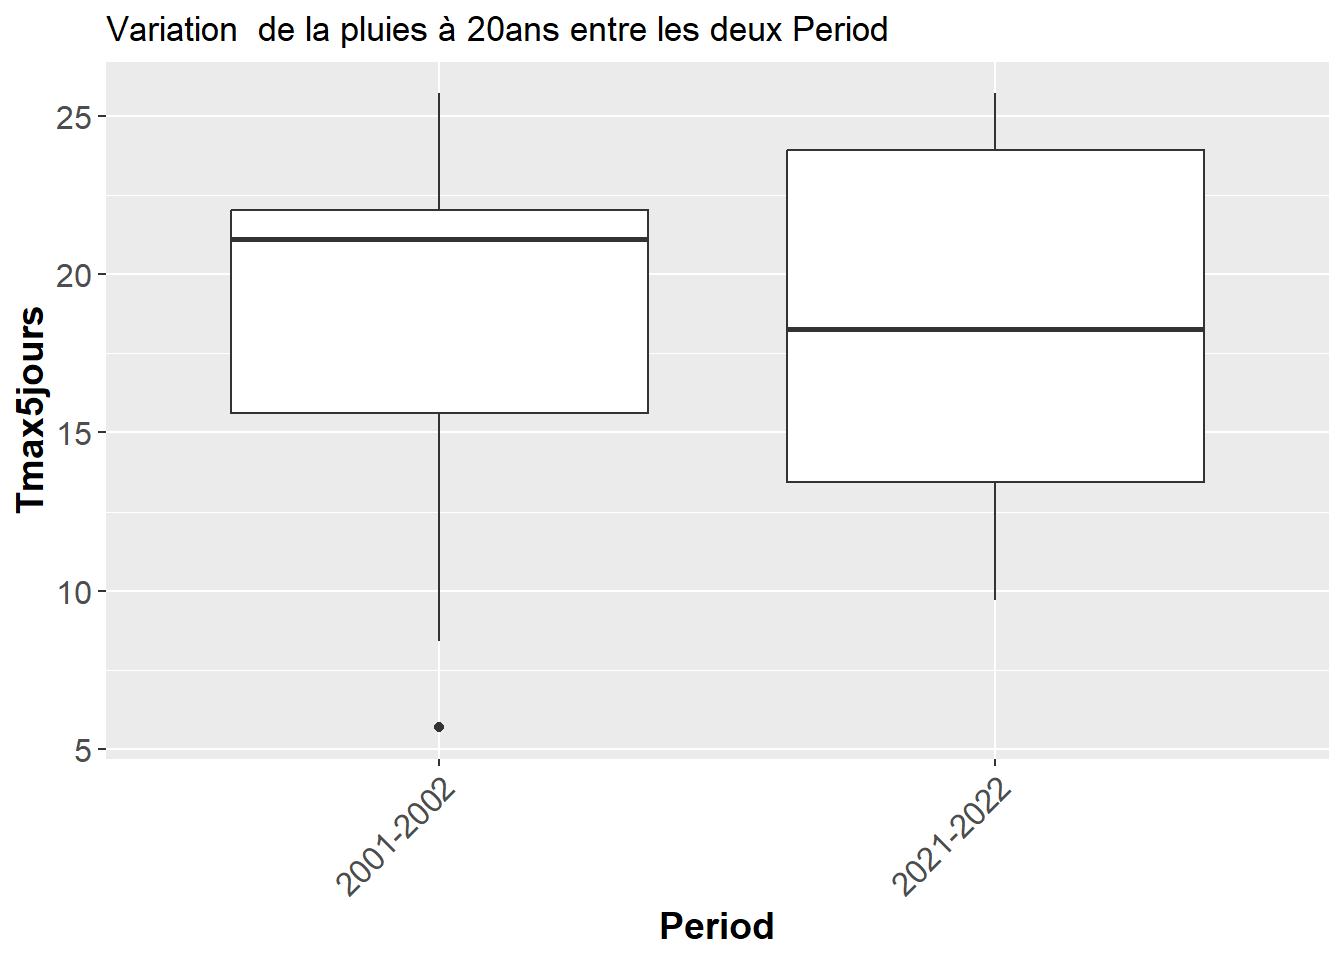 Variation  de la pluies à 20ans entre les deux Period
Tmax5jours
25
20
15
10
5
2001-2002
2021-2022
Period